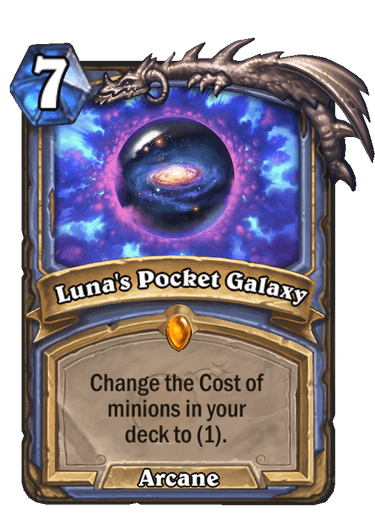 7
Luna's Pocket Galaxy
Change the Cost of
minions in your
deck to (1).
Arcane